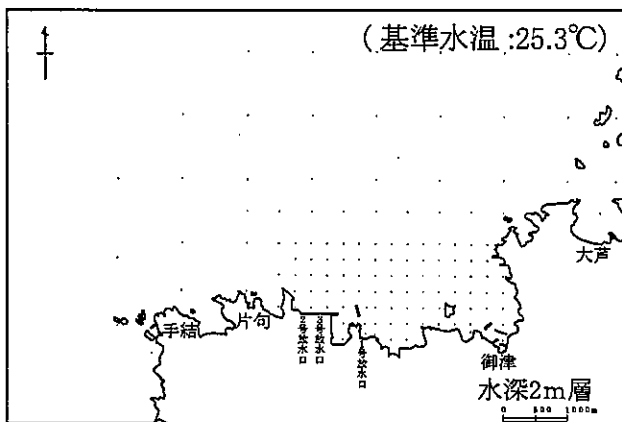 (基準水温:25.3℃)
大芦
手結
片句
2号放水口
3号放水口
1号放水口
御津
水深2m層
0 500 1000m